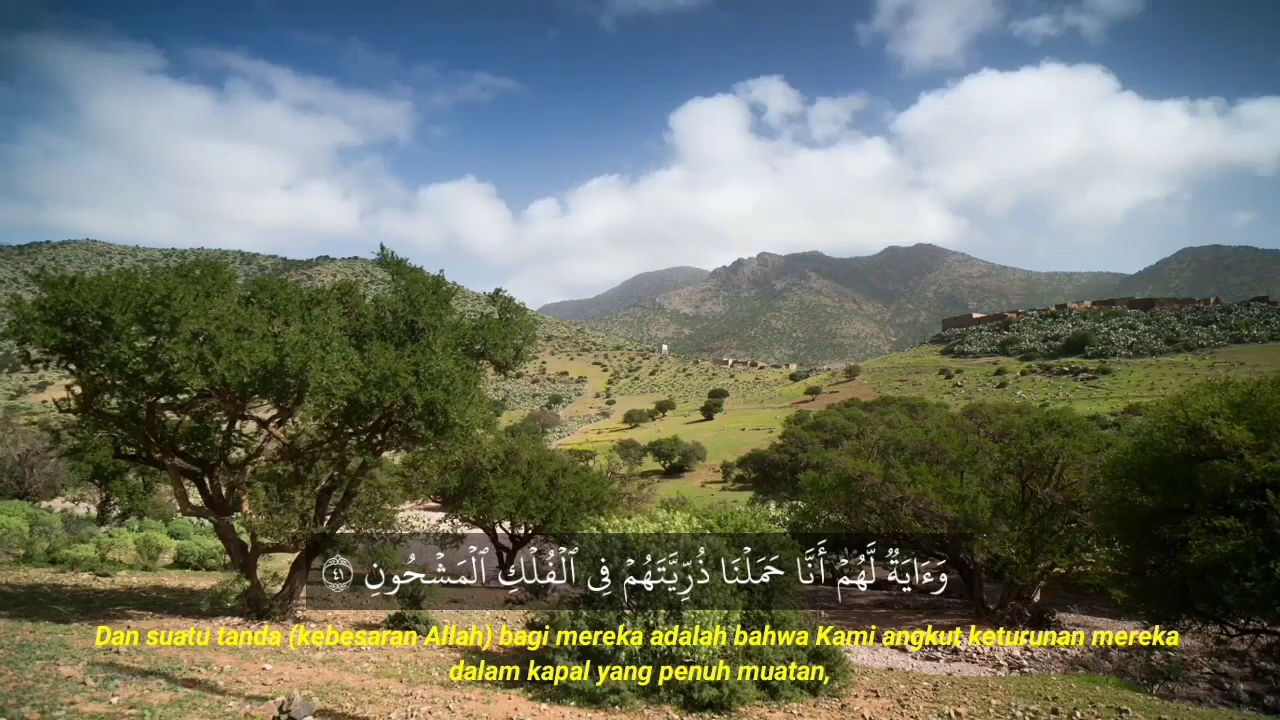 وَءَايَةٌ لَّهُمْ أَنَّا حَمَلْنَا ذُرِّيَّتَهُمْ فِى ٱلْفُلْكِ ٱلْمَشْحُونِ ٤١
Dan suatu tanda (kebesaran Allah) bagi mereka adalah bahwa Kami angkut keturunan mereka
dalam kapal yang penuh muatan,